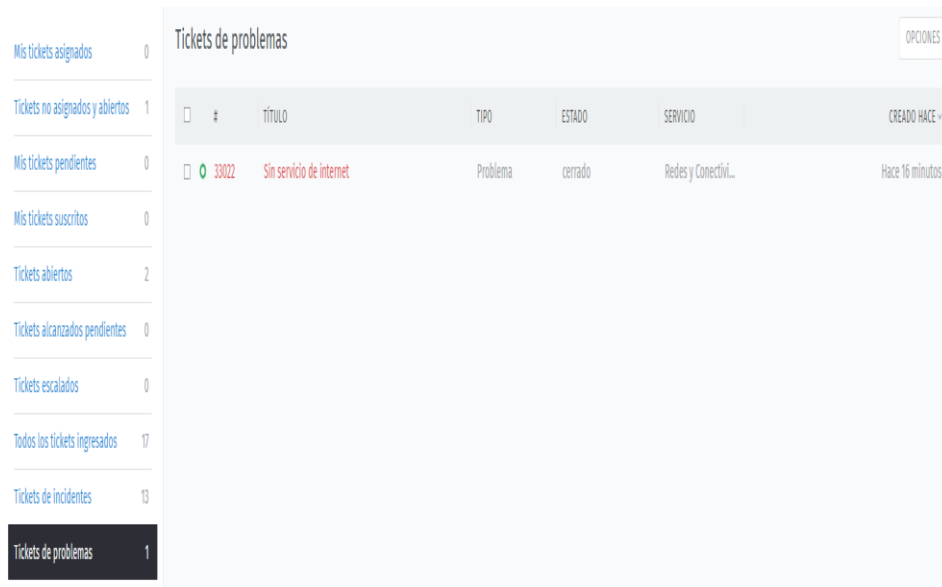 Mis tickets asignados 0
Tickets no asignados y abiertos 1
Mis tickets pendientes 0
Mis tickets suscritos 0
Tickets abiertos 2
Tickets alcanzados pendientes 0
Tickets escalados 0
Todos los tickets ingresados 17
Tickets de incidentes 13
Tickets de problemas 1
Tickets de problemas
OPCIONES
# TÍTULO TIPO ESTADO SERVICIO CREADO HACE
33022 Sin servicio de internet Problema cerrado Redes y Conectivi... Hace 16 minutos